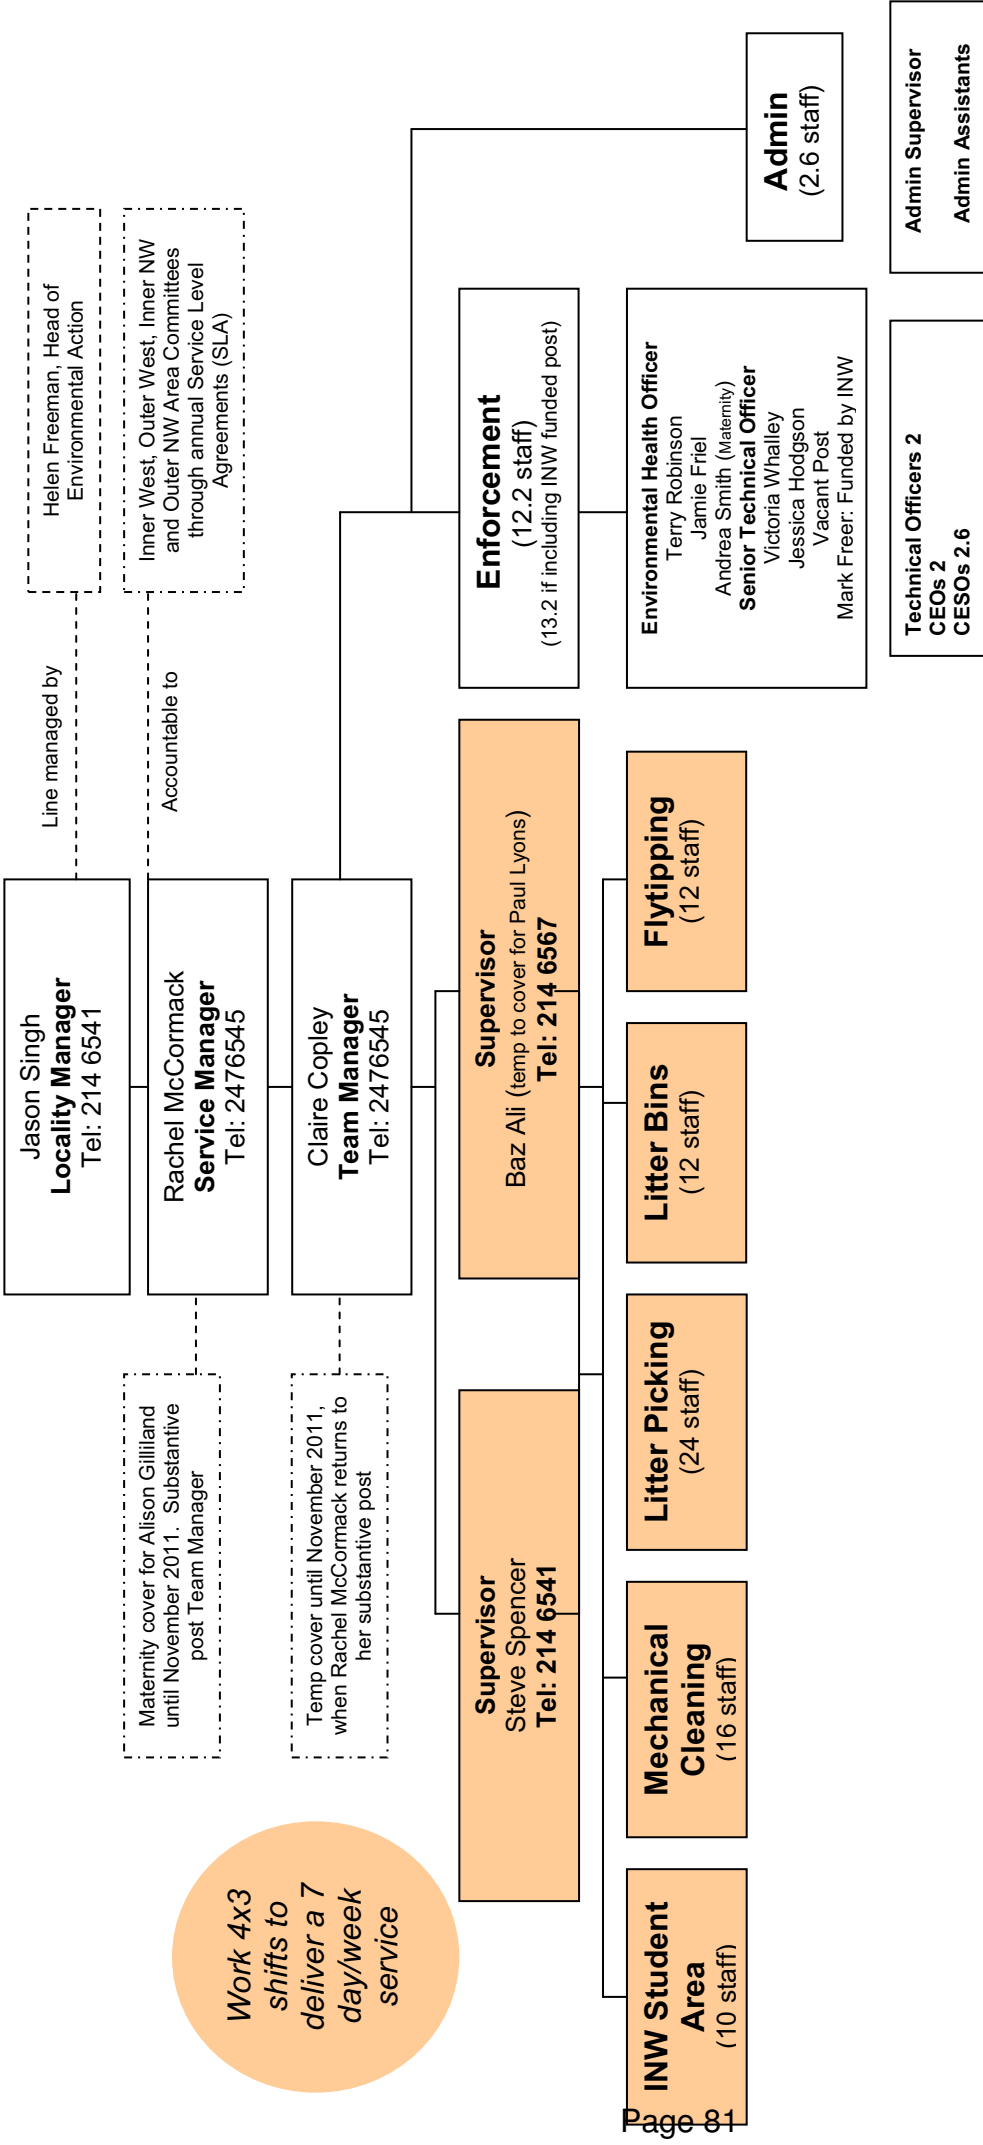 Jason Singh
Locality Manager
Tel: 214 6541
Line managed by
Helen Freeman, Head of
Environmental Action
Rachel McCormack
Service Manager
Tel: 2476545
Accountable to
Inner West, Outer West, Inner NW
and Outer NW Area Committees
through annual Service Level
Agreements (SLA)
Maternity cover for Alison Gilliland
until November 2011. Substantive
post Team Manager
Claire Copley
Team Manager
Tel: 2476545
Temp cover until November 2011,
when Rachel McCormack returns to
her substantive post
Work 4x3
shifts to
deliver a 7
day/week
service
Supervisor
Steve Spencer
Tel: 214 6541
Supervisor
Baz Ali (temp to cover for Paul Lyons)
Tel: 214 6567
Enforcement
(12.2 staff)
(13.2 if including INW funded post)
INW Student
Area
(10 staff)
Mechanical
Cleaning
(16 staff)
Litter Picking
(24 staff)
Litter Bins
(12 staff)
Flytipping
(12 staff)
Environmental Health Officer
Terry Robinson
Jamie Friel
Andrea Smith (Maternity)
Senior Technical Officer
Victoria Whalley
Jessica Hodgson
Vacant Post
Mark Freer: Funded by INW
Admin
(2.6 staff)
Technical Officers 2
CEOs 2
CESOs 2.6
Admin Supervisor
Admin Assistants
Page 81